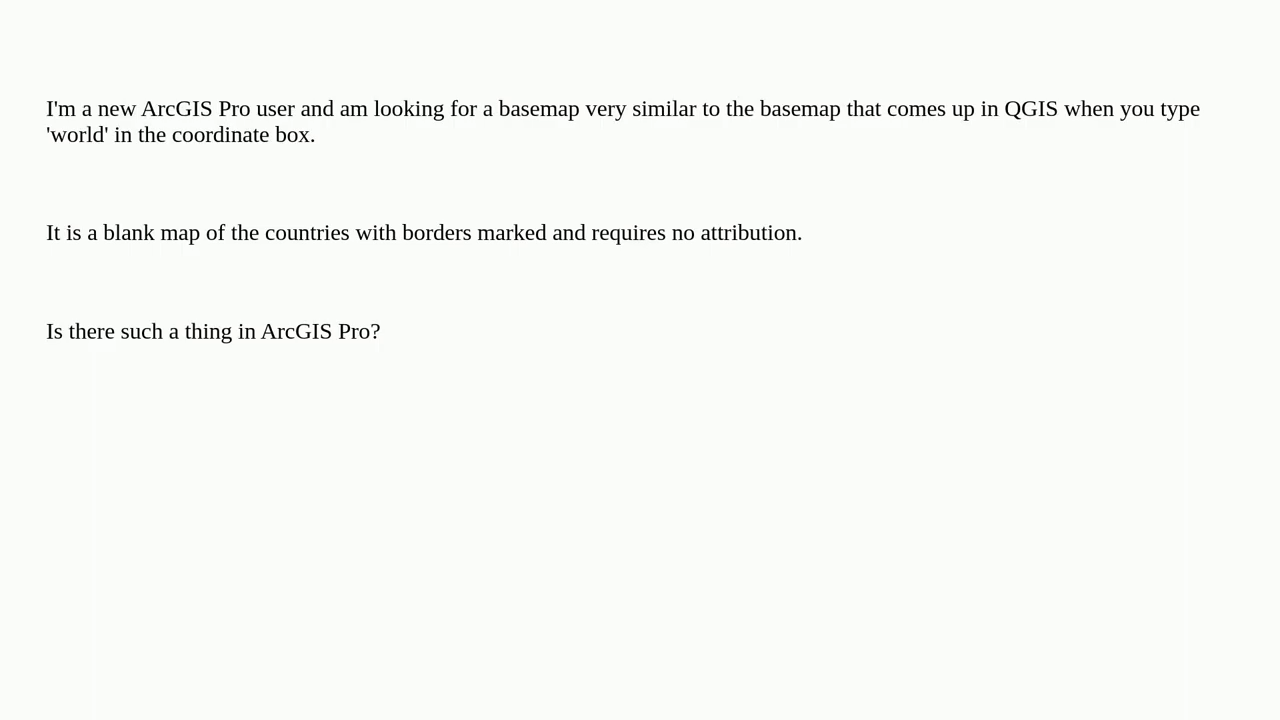 I'm a new ArcGIS Pro user and am looking for a basemap very similar to the basemap that comes up in QGIS when you type
'world' in the coordinate box.
It is a blank map of the countries with borders marked and requires no attribution.
Is there such a thing in ArcGIS Pro?